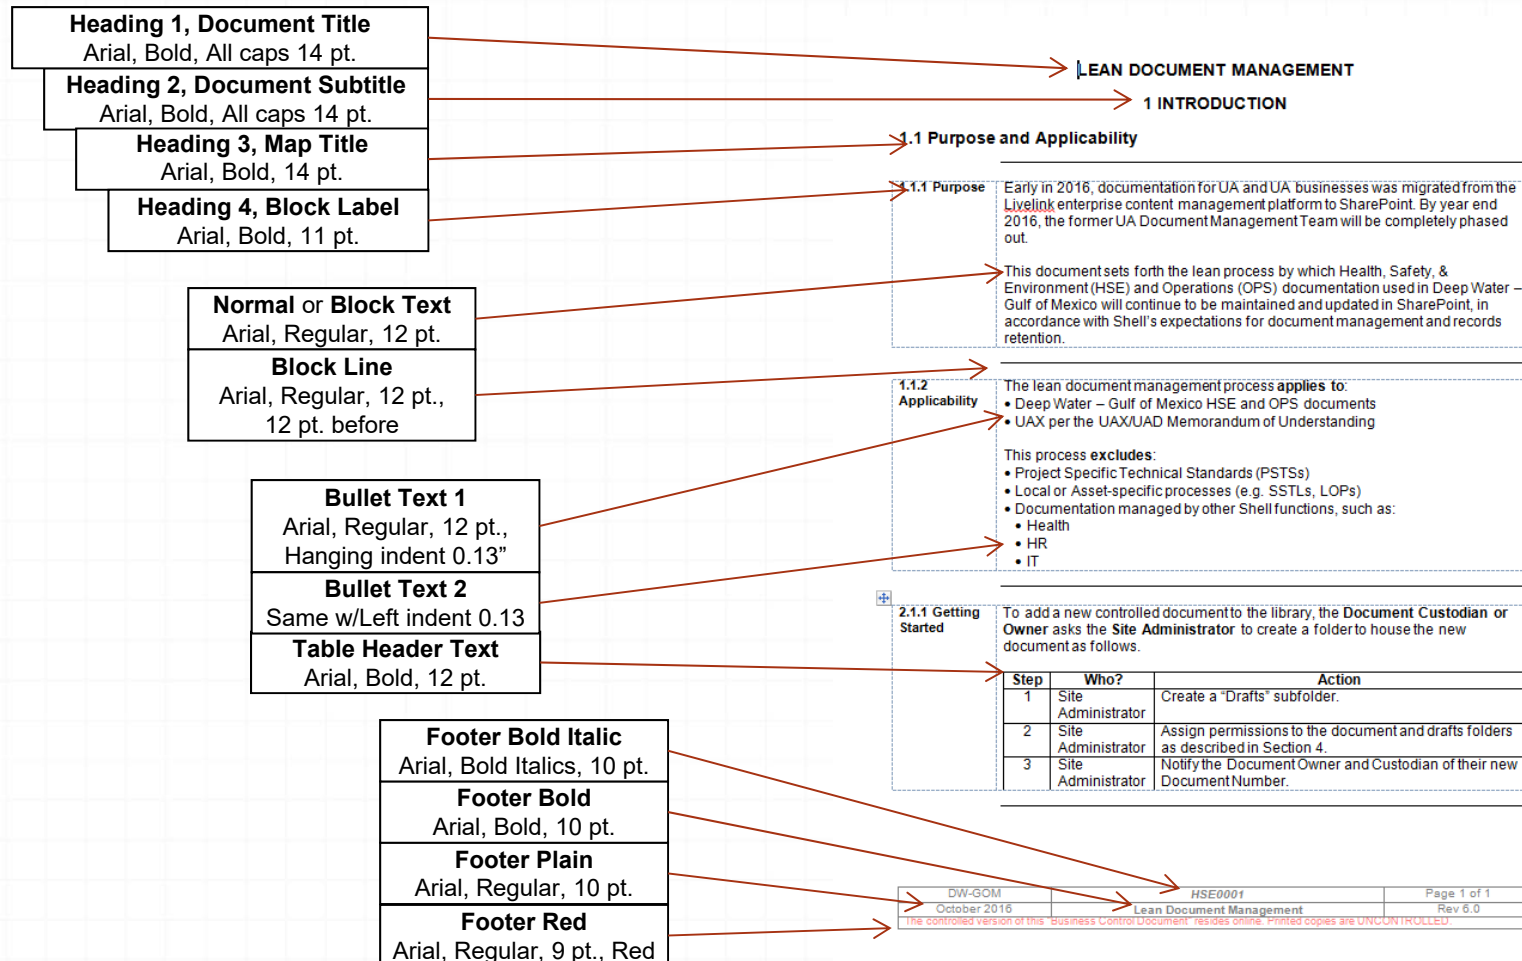 Heading 1, Document Title
Arial, Bold, All caps 14 pt.
Heading 2, Document Subtitle
Arial, Bold, All caps 14 pt.
Heading 3, Map Title
Arial, Bold, 14 pt.
Heading 4, Block Label
Arial, Bold, 11 pt.
Normal or Block Text
Arial, Regular, 12 pt.
Block Line
Arial, Regular, 12 pt.,
12 pt. before
Bullet Text 1
Arial, Regular, 12 pt.,
Hanging indent 0.13”
Bullet Text 2
Same w/Left indent 0.13
Table Header Text
Arial, Bold, 12 pt.
Footer Bold Italic
Arial, Bold Italics, 10 pt.
Footer Bold
Arial, Bold, 10 pt.
Footer Plain
Arial, Regular, 10 pt.
Footer Red
Arial, Regular, 9 pt., Red
LEAN DOCUMENT MANAGEMENT
1 INTRODUCTION
1.1 Purpose and Applicability
1.1.1 Purpose
Early in 2016, documentation for UA and UA businesses was migrated from the
Livelink enterprise content management platform to SharePoint. By year end
2016, the former UA Document Management Team will be completely phased
out.
This document sets forth the lean process by which Health, Safety, &
Environment (HSE) and Operations (OPS) documentation used in Deep Water –
Gulf of Mexico will continue to be maintained and updated in SharePoint, in
accordance with Shell’s expectations for document management and records
retention.
1.1.2
Applicability
The lean document management process applies to:
• Deep Water – Gulf of Mexico HSE and OPS documents
• UAX per the UAX/UAD Memorandum of Understanding
This process excludes:
• Project Specific Technical Standards (PSTSs)
• Local or Asset-specific processes (e.g. SSTLs, LOPs)
• Documentation managed by other Shell functions, such as:
• Health
• HR
• IT
2.1.1 Getting
Started
To add a new controlled document to the library, the Document Custodian or
Owner asks the Site Administrator to create a folder to house the new
document as follows.
Step Who? Action
1 Site Administrator Create a “Drafts” subfolder.
2 Site Administrator Assign permissions to the document and drafts folders
as described in Section 4.
3 Site Administrator Notify the Document Owner and Custodian of their new
Document Number.
DW-GOM HSE0001 Page 1 of 1
October 2016 Lean Document Management Rev 6.0
The controlled version of this "Business Control Document" resides online. Printed copies are UNCONTROLLED.